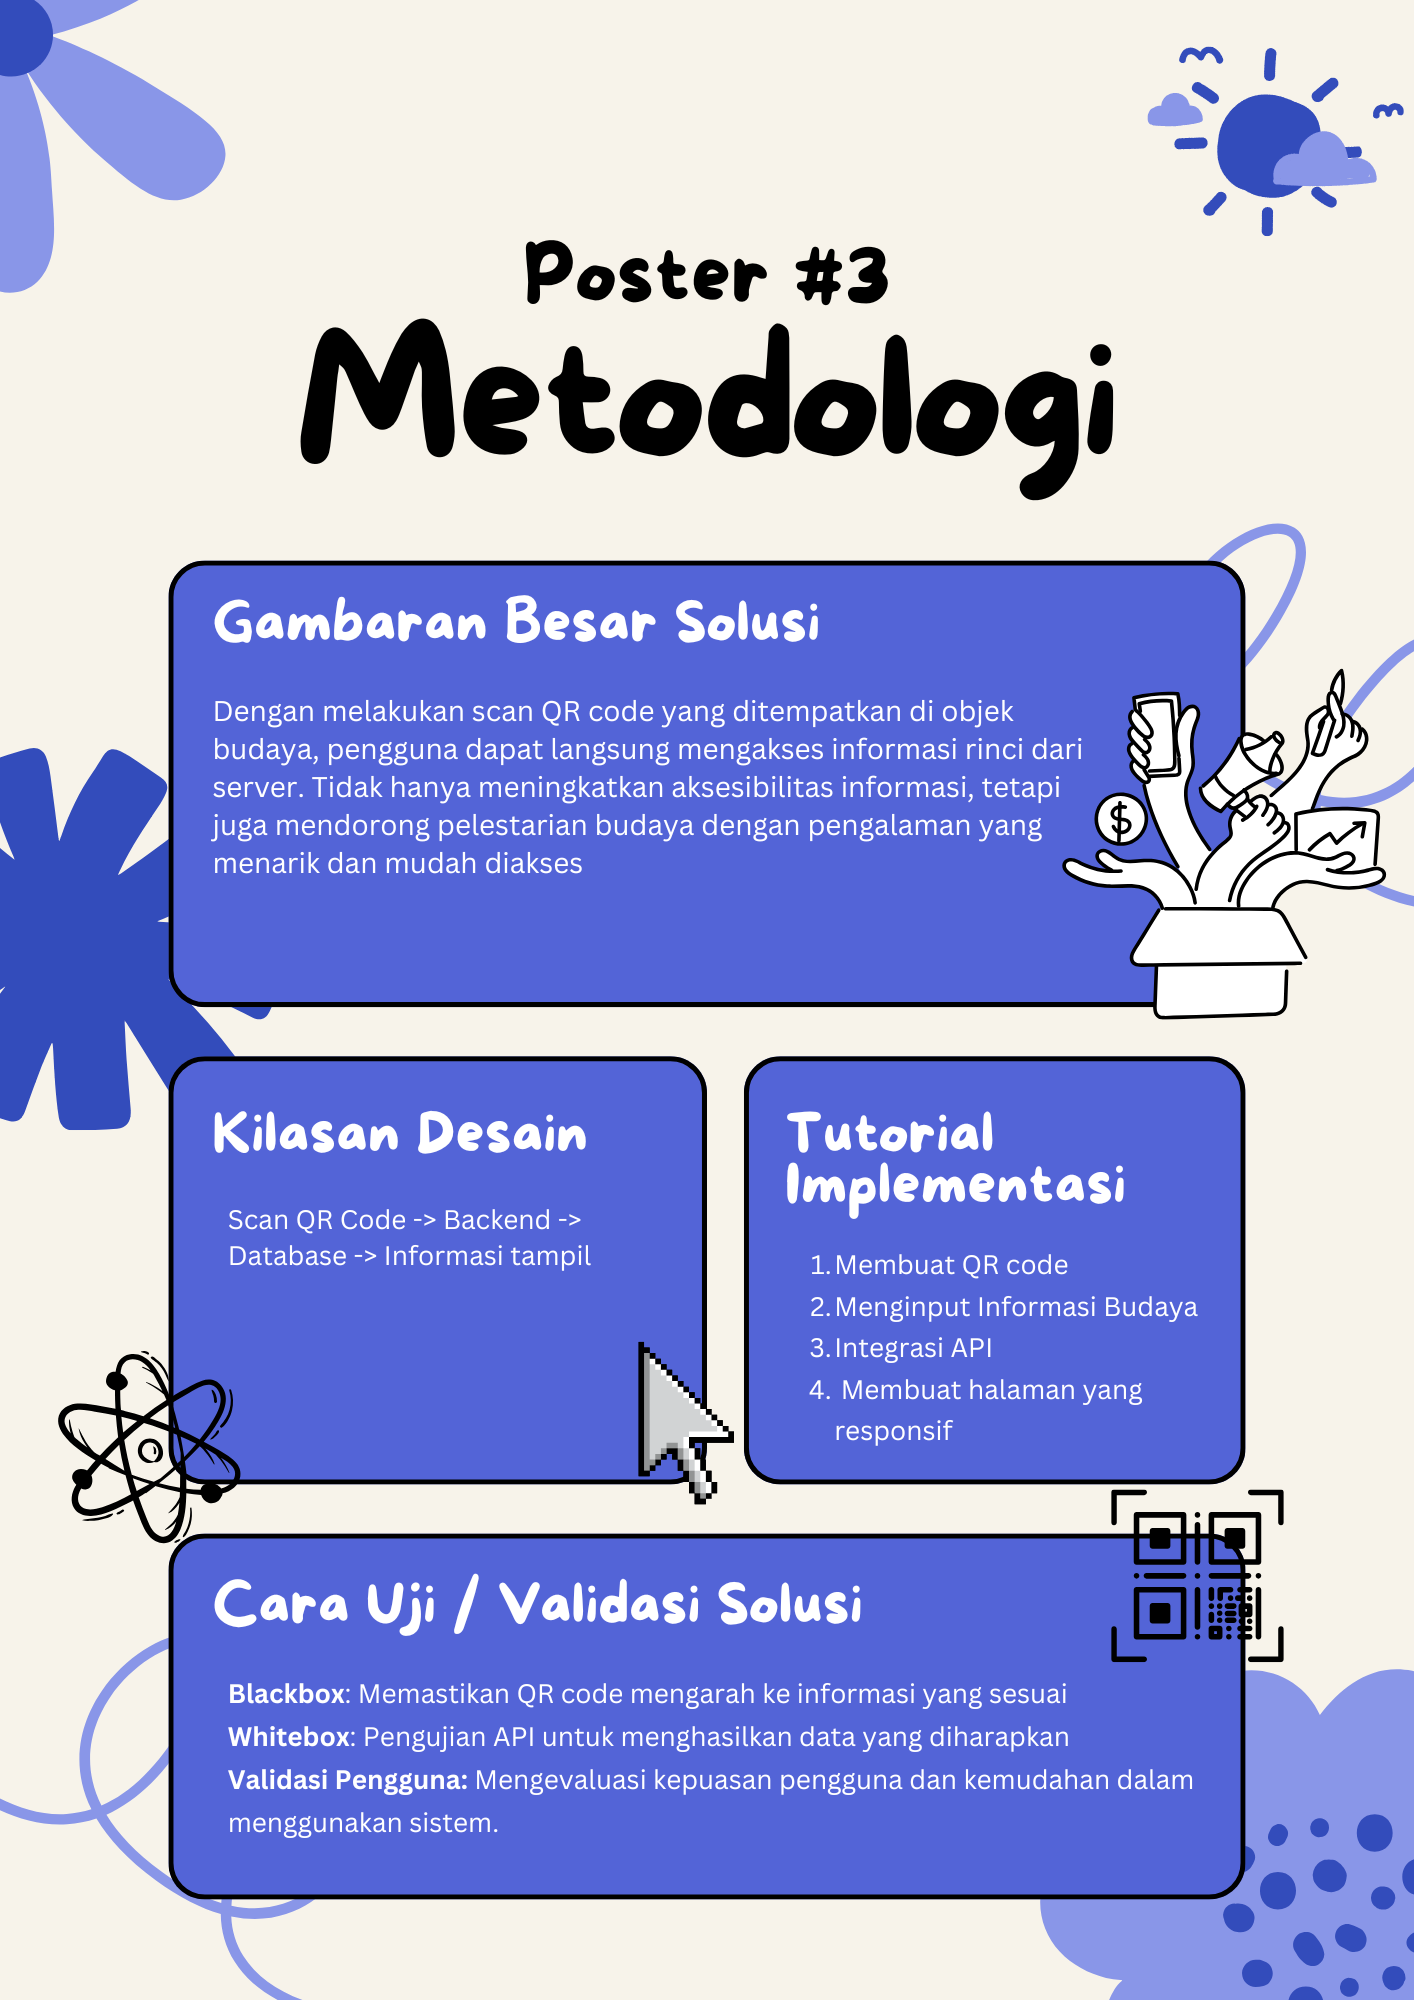 Poster #3
Metodologi
Gambaran Besar Solusi
Dengan melakukan scan QR code yang ditempatkan di objek
budaya, pengguna dapat langsung mengakses informasi rinci dari
server. Tidak hanya meningkatkan aksesibilitas informasi, tetapi
juga mendorong pelestarian budaya dengan pengalaman yang
menarik dan mudah diakses
$
Kilasan Desain
Scan QR Code -> Backend ->
Database -> Informasi tampil
Tutorial
Implementasi
1. Membuat QR code
2. Menginput Informasi Budaya
3. Integrasi API
4. Membuat halaman yang
responsif
Cara Uji / Validasi Solusi
Blackbox: Memastikan QR code mengarah ke informasi yang sesuai
Whitebox: Pengujian API untuk menghasilkan data yang diharapkan
Validasi Pengguna: Mengevaluasi kepuasan pengguna dan kemudahan dalam
menggunakan sistem.